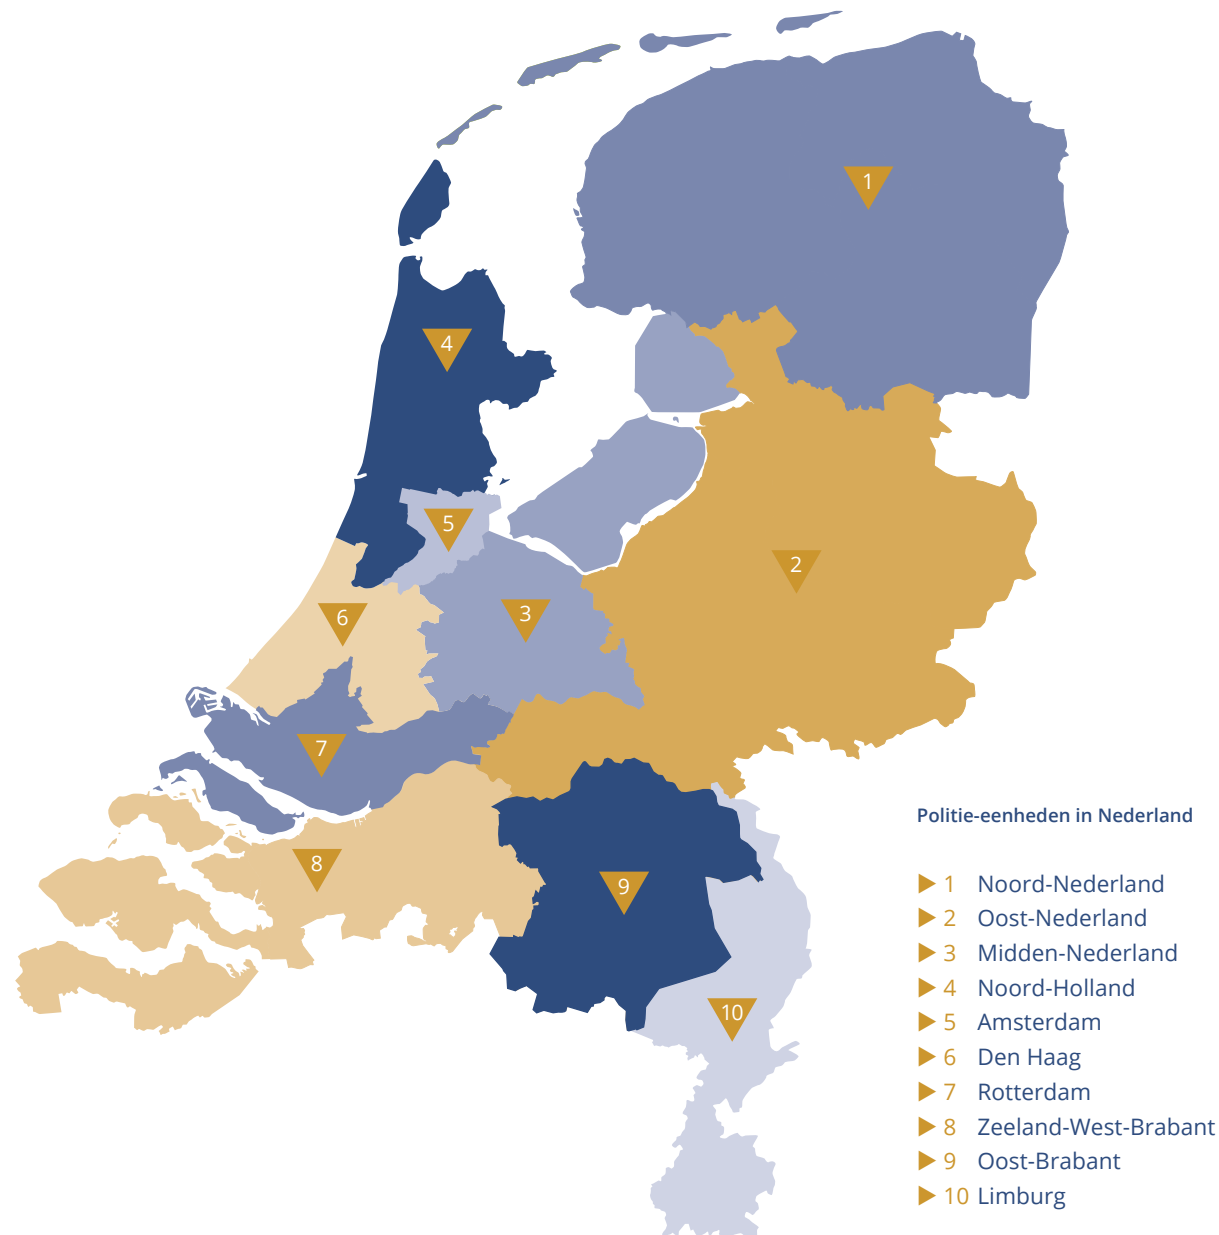 1
4
5
2
6
3
7
8
9
10
Politie-eenheden in Nederland
1 Noord-Nederland
2 Oost-Nederland
3 Midden-Nederland
4 Noord-Holland
5 Amsterdam
6 Den Haag
7 Rotterdam
8 Zeeland-West-Brabant
9 Oost-Brabant
10 Limburg